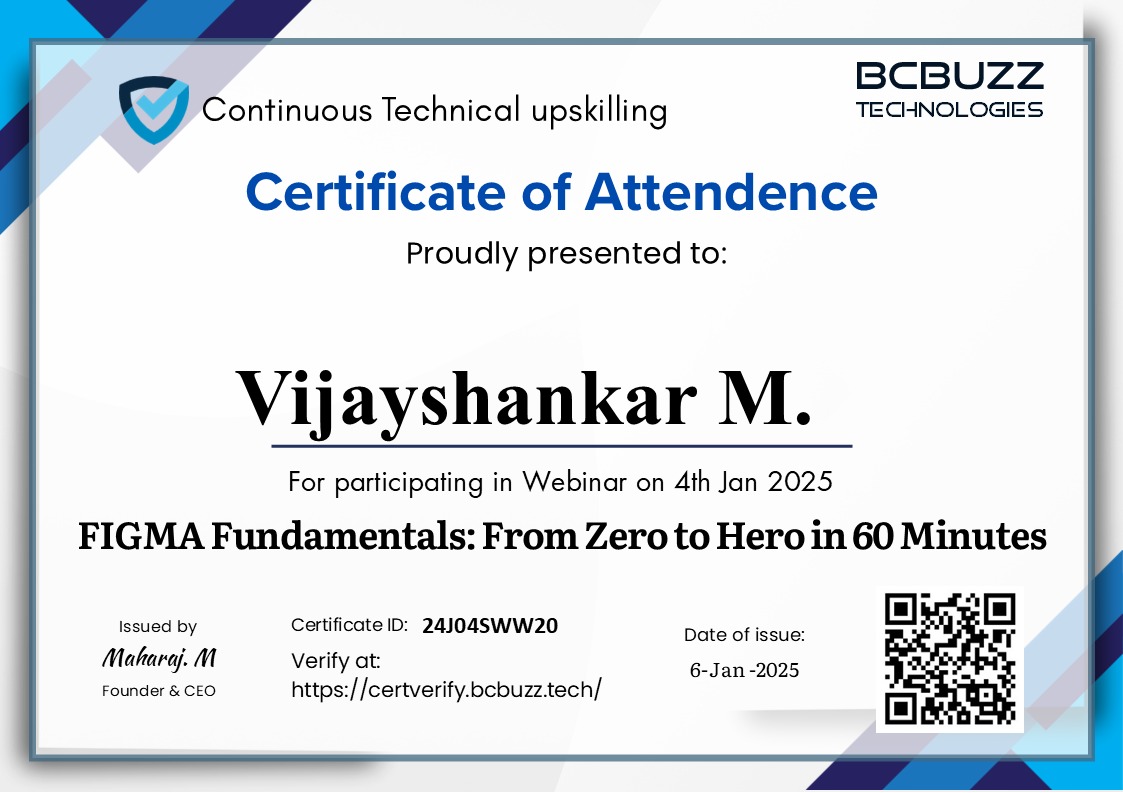 Continuous Technical upskilling
BCBUZZ
TECHNOLOGIES
Certificate of Attendence
Proudly presented to:
Vijayshankar M.
For participating in Webinar on 4th Jan 2025
FIGMA Fundamentals: From Zero to Hero in 60 Minutes
Issued by
Maharaj. M
Founder & CEO
Certificate ID: 24J04SWW20
Verify at:
https://certverify.bcbuzz.tech/
Date of issue:
6-Jan -2025